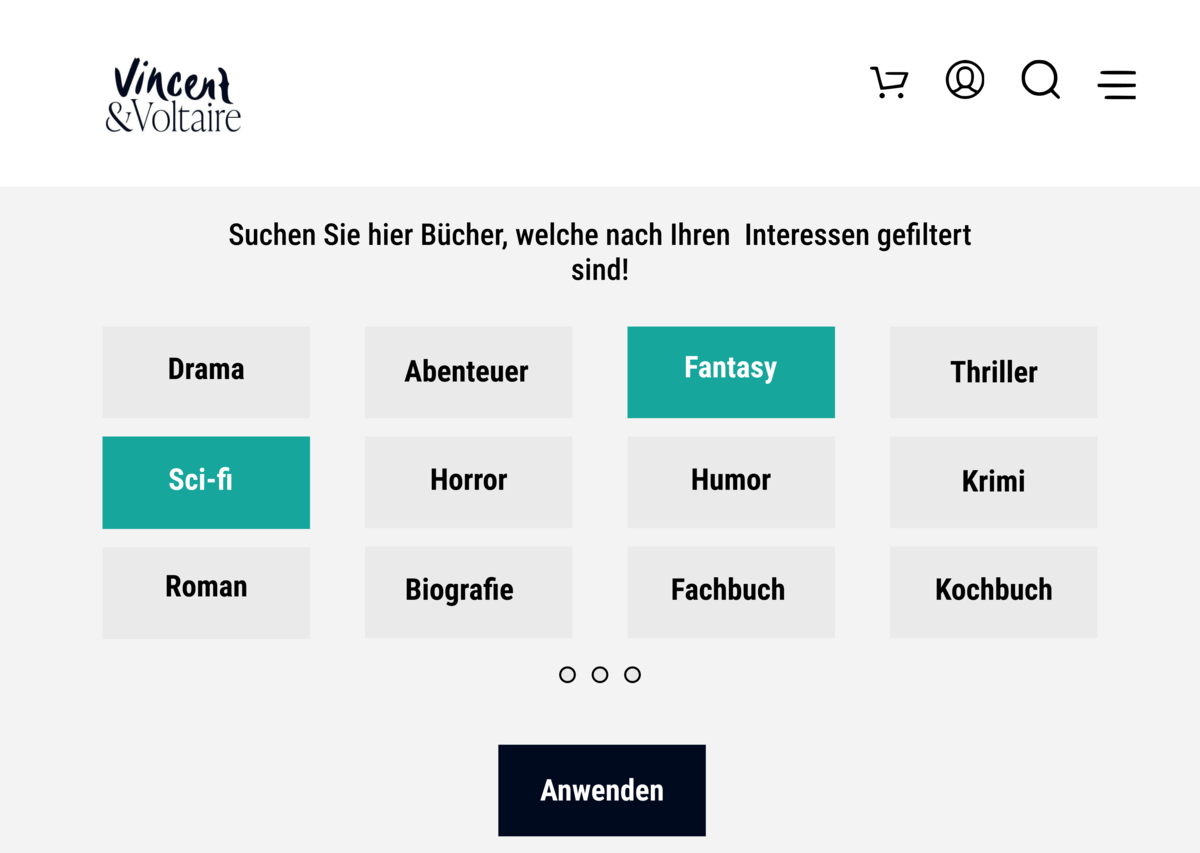 Vincent
&Voltaire
Suchen Sie hier Bücher, welche nach Ihren  Interessen gefiltert
sind!
Drama
Abenteuer
Fantasy
Thriller
Sci-fi
Horror
Humor
Krimi
Roman
Biografie
Fachbuch
Kochbuch
Anwenden